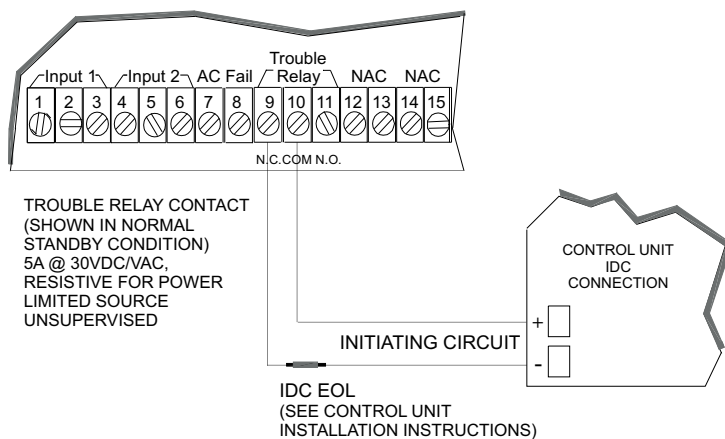 Trouble
Input 1 Input 2 AC Fail Relay NAC NAC
1 2 3 4 5 6 7 8 9 10 11 12 13 14 15
N.C.COM N.O.
TROUBLE RELAY CONTACT
(SHOWN IN NORMAL
STANDBY CONDITION)
5A @ 30VDC/VAC,
RESISTIVE FOR POWER
LIMITED SOURCE
UNSUPERVISED
CONTROL UNIT
IDC
CONNECTION
+
INITIATING CIRCUIT
-
IDC EOL
(SEE CONTROL UNIT
INSTALLATION INSTRUCTIONS)